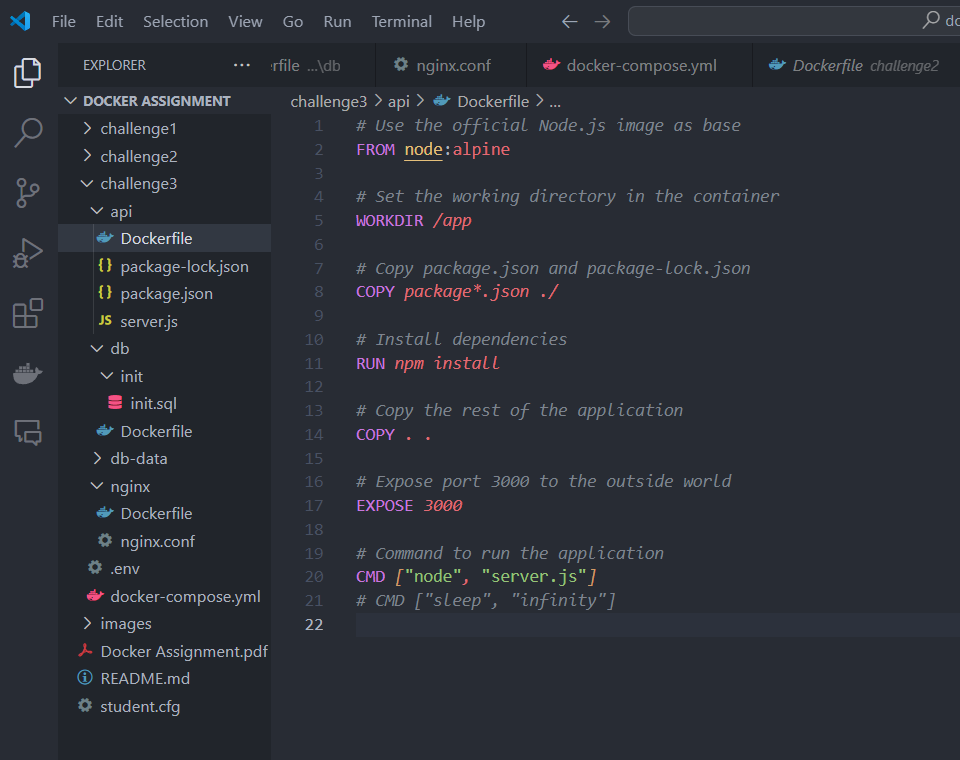 File Edit Selection View Go Run Terminal Help
EXPLORER ... rfile ...\db nginx.conf docker-compose.yml Dockerfile challenge2
DOCKER ASSIGNMENT
challenge1
challenge2
challenge3
api
Dockerfile
package-lock.json
package.json
JS server.js
db
init
init.sql
Dockerfile
db-data
nginx
Dockerfile
nginx.conf
.env
docker-compose.yml
images
Docker Assignment.pdf
README.md
student.cfg
challenge3 > api > Dockerfile > ...
1 # Use the official Node.js image as base
2 FROM node:alpine
3
4 # Set the working directory in the container
5 WORKDIR /app
6
7 # Copy package.json and package-lock.json
8 COPY package*.json ./
9
10 # Install dependencies
11 RUN npm install
12
13 # Copy the rest of the application
14 COPY . .
15
16 # Expose port 3000 to the outside world
17 EXPOSE 3000
18
19 # Command to run the application
20 CMD ["node", "server.js"]
21 # CMD ["sleep", "infinity"]
22